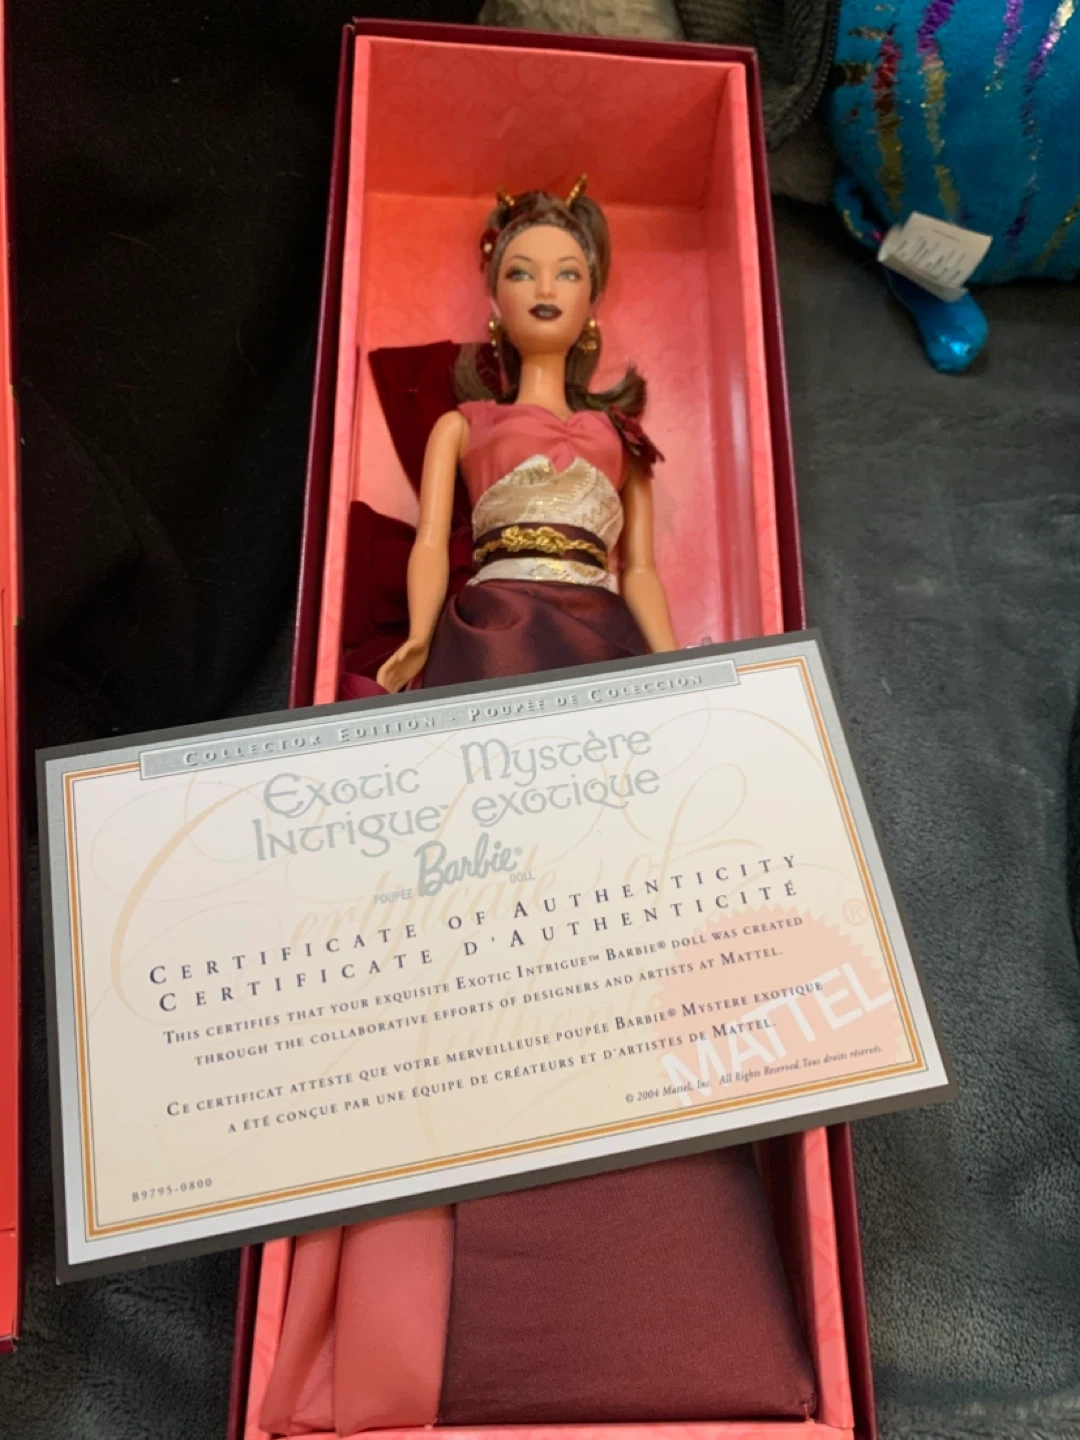 COLLECTOR EDITION - POUPÉE DE COLECCIÓN
Exotic Mystère
Intrigue™ exotique
POUPÉE Barbie® DOLL
CERTIFICATE OF AUTHENTICITY
CERTIFICATE D'AUTHENTICITÉ
THIS CERTIFIES THAT YOUR EXQUISITE EXOTIC INTRIGUE™ BARBIE® DOLL WAS CREATED
THROUGH THE COLLABORATIVE EFFORTS OF DESIGNERS AND ARTISTS AT MATTEL.
CE CERTIFICAT ATTESTE QUE VOTRE MERVEILLEUSE POUPÉE BARBIE® MYSTERE EXOTIQUE
A ÉTÉ CONÇUE PAR UNE ÉQUIPE DE CRÉATEURS ET D'ARTISTES DE MATTEL.
MATTEL ®
© 2004 Mattel, Inc. All Rights Reserved. Tous droits réservés.
B9795-0800